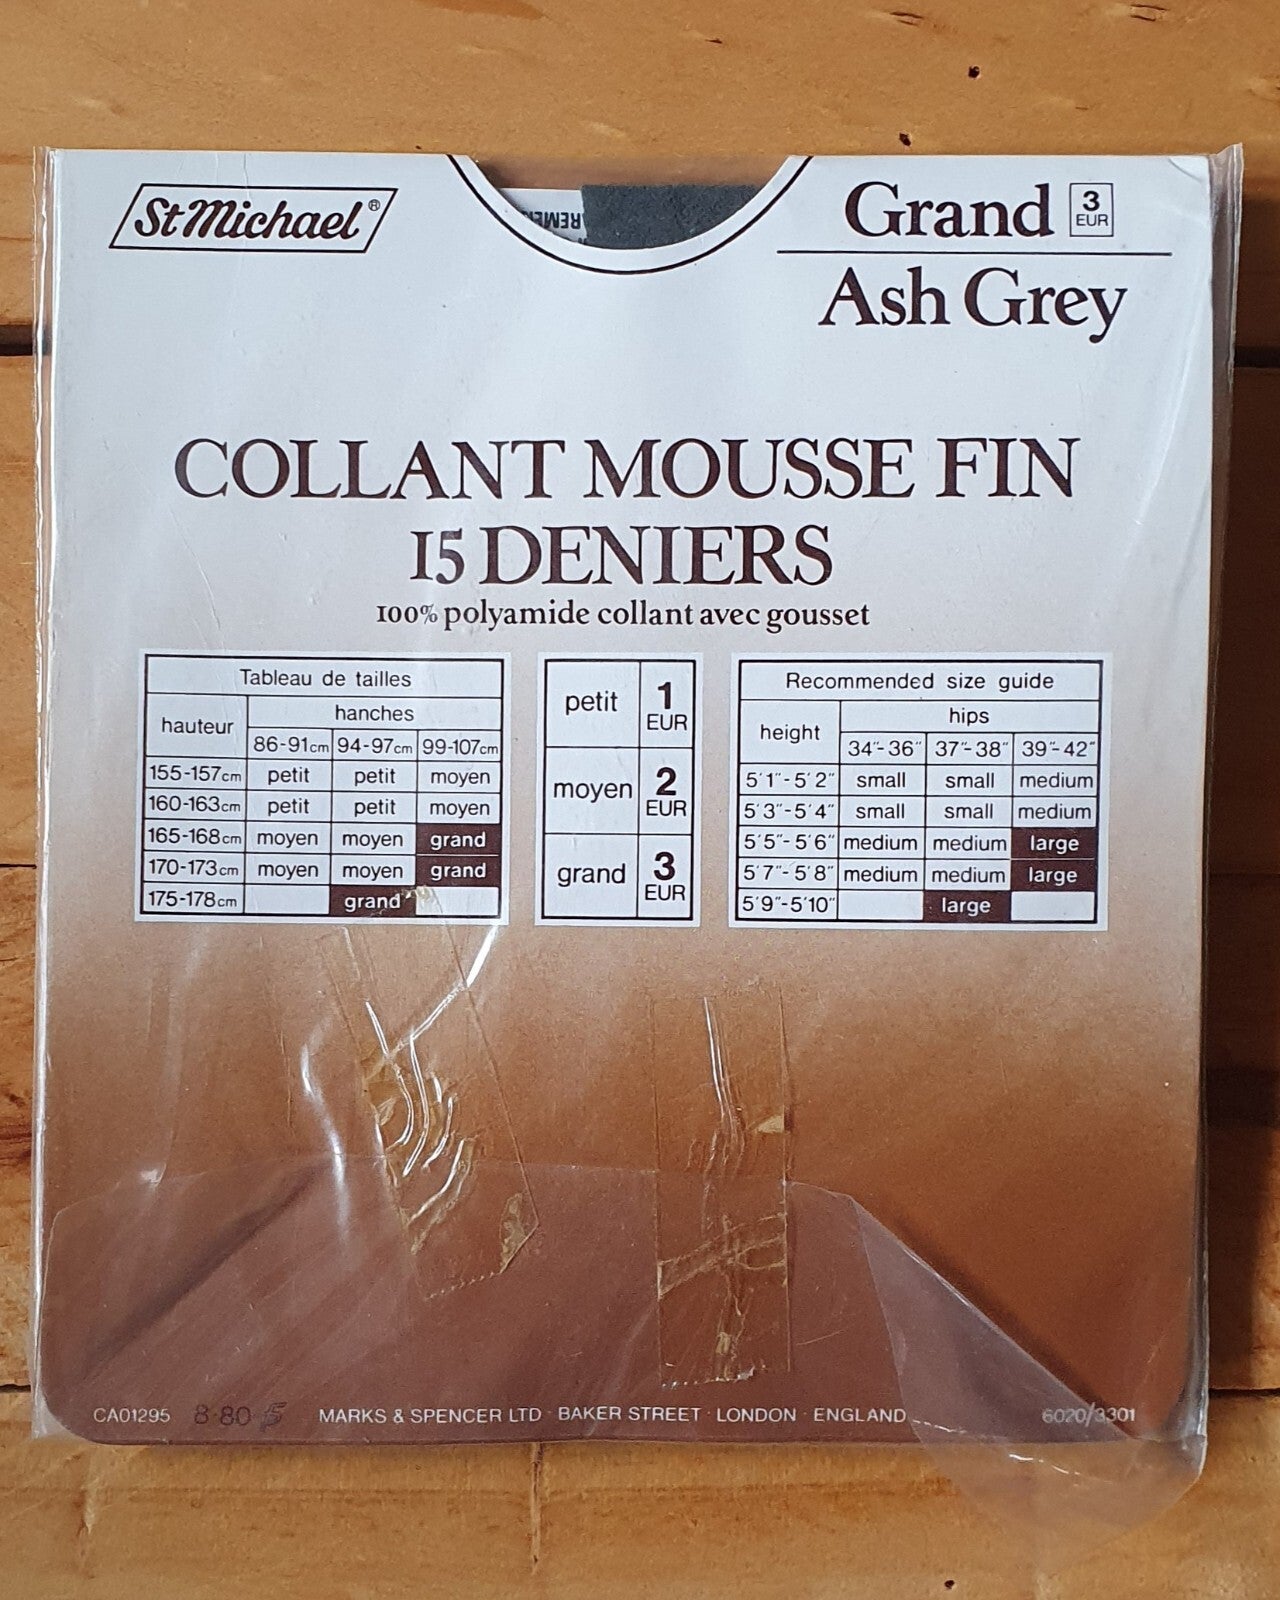 St Michael®
Grand 3 EUR
Ash Grey
COLLANT MOUSSE FIN
15 DENIERS
100% polyamide collant avec gousset
Tableau de tailles
hauteur hanches
86-91cm 94-97cm 99-107cm
155-157cm petit petit moyen
160-163cm petit petit moyen
165-168cm moyen moyen grand
170-173cm moyen moyen grand
175-178cm grand
petit 1 EUR
moyen 2 EUR
grand 3 EUR
Recommended size guide
height hips
34"-36" 37"-38" 39"-42"
5'1"-5'2" small small medium
5'3"-5'4" small small medium
5'5"-5'6" medium medium large
5'7"-5'8" medium medium large
5'9"-5'10" large
CA01295 8·80 MARKS & SPENCER LTD · BAKER STREET · LONDON · ENGLAND 6020/3301